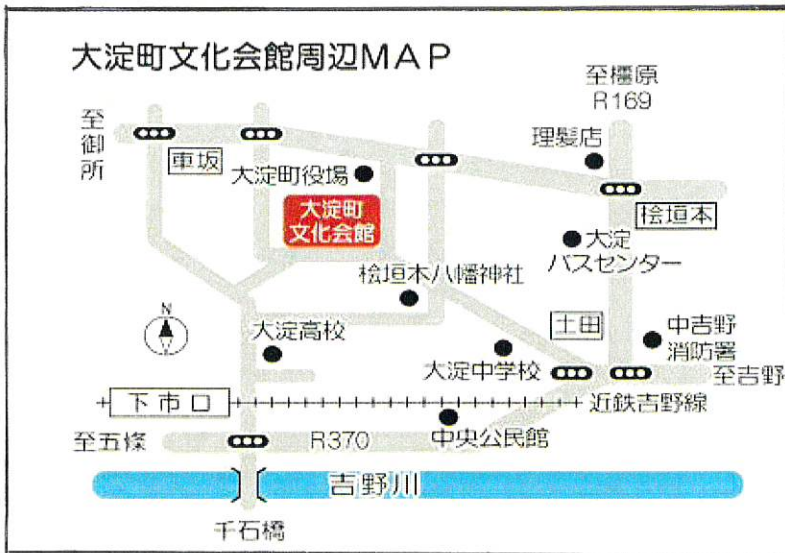 大淀町文化会館周辺MAP
至橿原
R169
至御所
車坂
理髪店
大淀町役場
大淀町
文化会館
桧垣本
大淀
バスセンター
桧垣本八幡神社
N
土田
中吉野
消防署
大淀高校
大淀中学校
至吉野
下市口
近鉄吉野線
至五條
R370
中央公民館
吉野川
千石橋